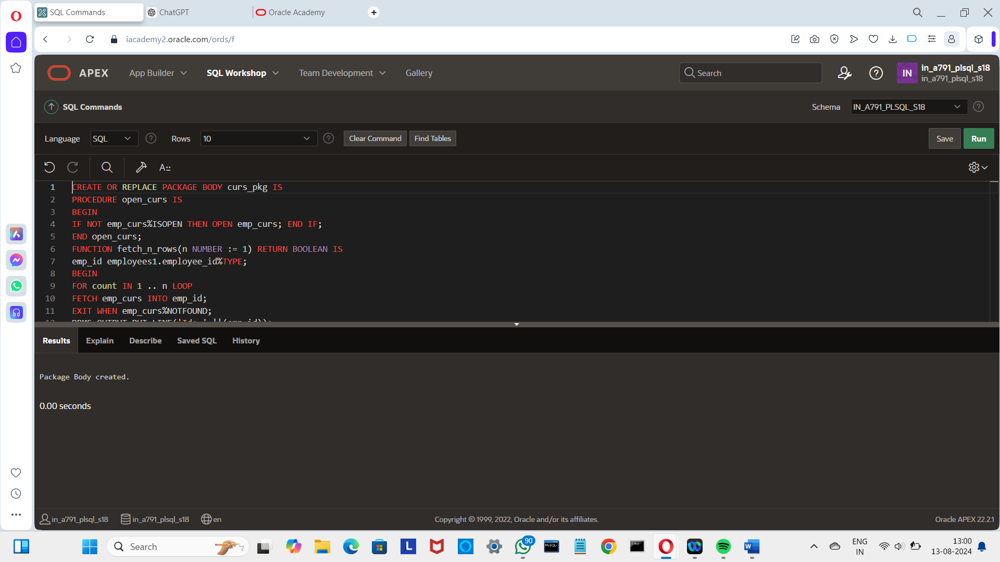 SQL Commands
ChatGPT
Oracle Academy
iacademy2.oracle.com/ords/f
APEX
App Builder
SQL Workshop
Team Development
Gallery
Search
IN
in_a791_plsql_s18
in_a791_plsql_s18
SQL Commands
Schema
IN_A791_PLSQL_S18
Language
SQL
Rows
10
Clear Command
Find Tables
Save
Run
A::
1 CREATE OR REPLACE PACKAGE BODY curs_pkg IS
2 PROCEDURE open_curs IS
3 BEGIN
4 IF NOT emp_curs%ISOPEN THEN OPEN emp_curs; END IF;
5 END open_curs;
6 FUNCTION fetch_n_rows(n NUMBER := 1) RETURN BOOLEAN IS
7 emp_id employees1.employee_id%TYPE;
8 BEGIN
9 FOR count IN 1 .. n LOOP
10 FETCH emp_curs INTO emp_id;
11 EXIT WHEN emp_curs%NOTFOUND;
12 DBMS_OUTPUT.PUT_LINE('Id: '||(emp_id));
Results
Explain
Describe
Saved SQL
History
Package Body created.
0.00 seconds
in_a791_plsql_s18
in_a791_plsql_s18
en
Copyright © 1999, 2022, Oracle and/or its affiliates.
Oracle APEX 22.2.1
Search
L
90
MySQL
W
ENG
IN
13:00
13-08-2024